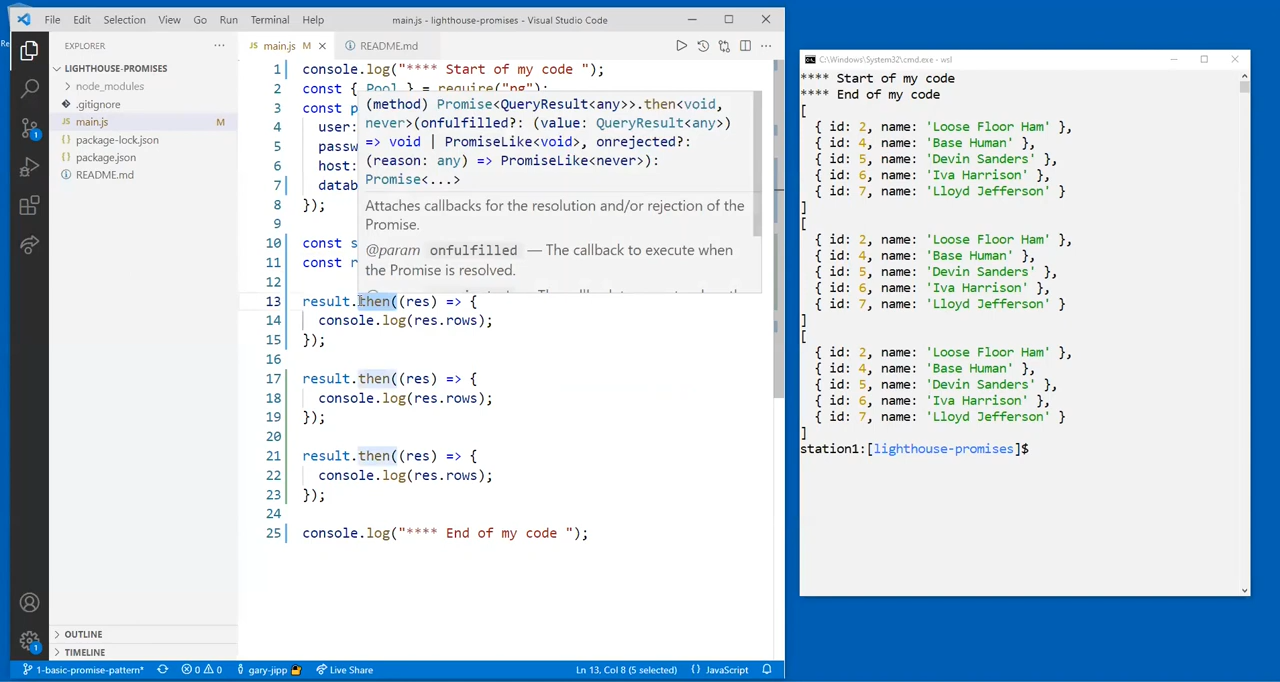 File Edit Selection View Go Run Terminal Help
main.js - lighthouse-promises - Visual Studio Code
EXPLORER
LIGHTHOUSE-PROMISES
node_modules
.gitignore
main.js M
package-lock.json
package.json
README.md
OUTLINE
TIMELINE
JS main.js M
README.md
1 console.log("**** Start of my code ");
2 const { Pool } = require("pg");
3 const p
4 user:
5 passw
6 host:
7 datab
8 });
9
10 const s
11 const r
12
13 result.then((res) => {
14 console.log(res.rows);
15 });
16
17 result.then((res) => {
18 console.log(res.rows);
19 });
20
21 result.then((res) => {
22 console.log(res.rows);
23 });
24
25 console.log("**** End of my code ");
(method) Promise<QueryResult<any>>.then<void,
never>(onfulfilled?: (value: QueryResult<any>)
=> void | PromiseLike<void>, onrejected?:
(reason: any) => PromiseLike<never>):
Promise<...>
Attaches callbacks for the resolution and/or rejection of the
Promise.
@param onfulfilled — The callback to execute when
the Promise is resolved.
1-basic-promise-pattern* 0 0 gary-jipp Live Share Ln 13, Col 8 (5 selected) {} JavaScript
C:\Windows\System32\cmd.exe - wsl
**** Start of my code
**** End of my code
[
{ id: 2, name: 'Loose Floor Ham' },
{ id: 4, name: 'Base Human' },
{ id: 5, name: 'Devin Sanders' },
{ id: 6, name: 'Iva Harrison' },
{ id: 7, name: 'Lloyd Jefferson' }
]
[
{ id: 2, name: 'Loose Floor Ham' },
{ id: 4, name: 'Base Human' },
{ id: 5, name: 'Devin Sanders' },
{ id: 6, name: 'Iva Harrison' },
{ id: 7, name: 'Lloyd Jefferson' }
]
[
{ id: 2, name: 'Loose Floor Ham' },
{ id: 4, name: 'Base Human' },
{ id: 5, name: 'Devin Sanders' },
{ id: 6, name: 'Iva Harrison' },
{ id: 7, name: 'Lloyd Jefferson' }
]
station1:[lighthouse-promises]$